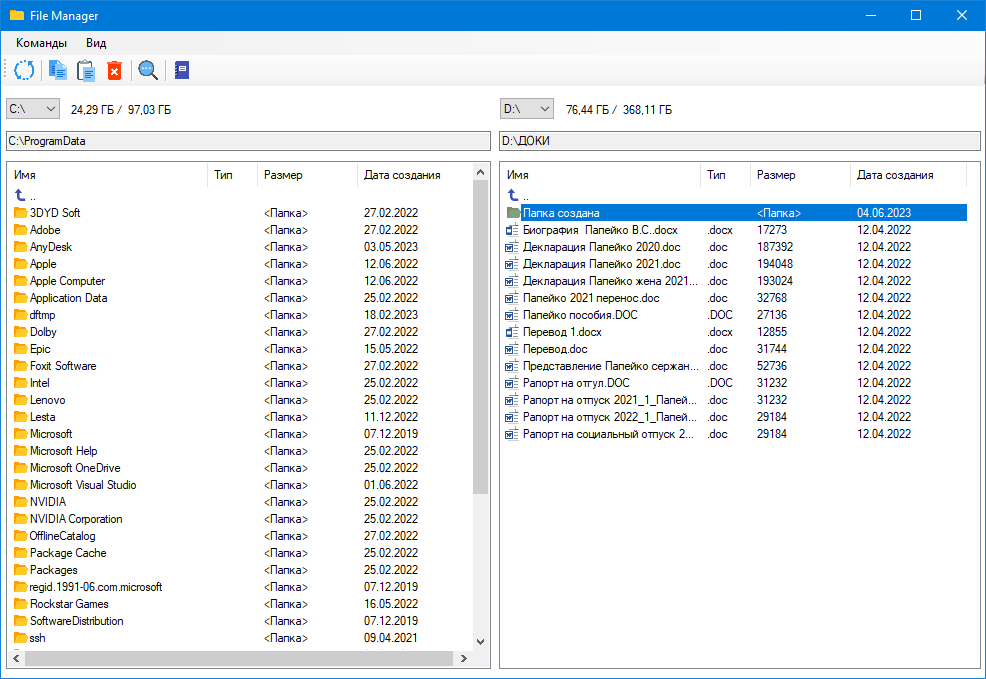 File Manager
Команды Вид
C:\ 24,29 ГБ / 97,03 ГБ
D:\ 76,44 ГБ / 368,11 ГБ
C:\ProgramData
D:\ДОКИ
Имя Тип Размер Дата создания
..
3DYD Soft <Папка> 27.02.2022
Adobe <Папка> 27.02.2022
AnyDesk <Папка> 03.05.2023
Apple <Папка> 12.06.2022
Apple Computer <Папка> 12.06.2022
Application Data <Папка> 25.02.2022
dftmp <Папка> 18.02.2023
Dolby <Папка> 27.02.2022
Epic <Папка> 15.05.2022
Foxit Software <Папка> 27.02.2022
Intel <Папка> 25.02.2022
Lenovo <Папка> 25.02.2022
Lesta <Папка> 11.12.2022
Microsoft <Папка> 07.12.2019
Microsoft Help <Папка> 25.02.2022
Microsoft OneDrive <Папка> 25.02.2022
Microsoft Visual Studio <Папка> 01.06.2022
NVIDIA <Папка> 25.02.2022
NVIDIA Corporation <Папка> 25.02.2022
OfflineCatalog <Папка> 27.02.2022
Package Cache <Папка> 25.02.2022
Packages <Папка> 25.02.2022
regid.1991-06.com.microsoft <Папка> 07.12.2019
Rockstar Games <Папка> 16.05.2022
SoftwareDistribution <Папка> 07.12.2019
ssh <Папка> 09.04.2021
Имя Тип Размер Дата создания
..
Папка создана <Папка> 04.06.2023
Биография Папейко В.С..docx .docx 17273 12.04.2022
Декларация Папейко 2020.doc .doc 187392 12.04.2022
Декларация Папейко 2021.doc .doc 194048 12.04.2022
Декларация Папейко жена 2021... .doc 193024 12.04.2022
Папейко 2021 перенос.doc .doc 32768 12.04.2022
Папейко пособия.DOC .DOC 27136 12.04.2022
Перевод 1.docx .docx 12855 12.04.2022
Перевод.doc .doc 31744 12.04.2022
Представление Папейко сержан... .doc 52736 12.04.2022
Рапорт на отгул.DOC .DOC 31232 12.04.2022
Рапорт на отпуск 2021_1_Папей... .doc 31232 12.04.2022
Рапорт на отпуск 2022_1_Папей... .doc 29184 12.04.2022
Рапорт на социальный отпуск 2... .doc 29184 12.04.2022